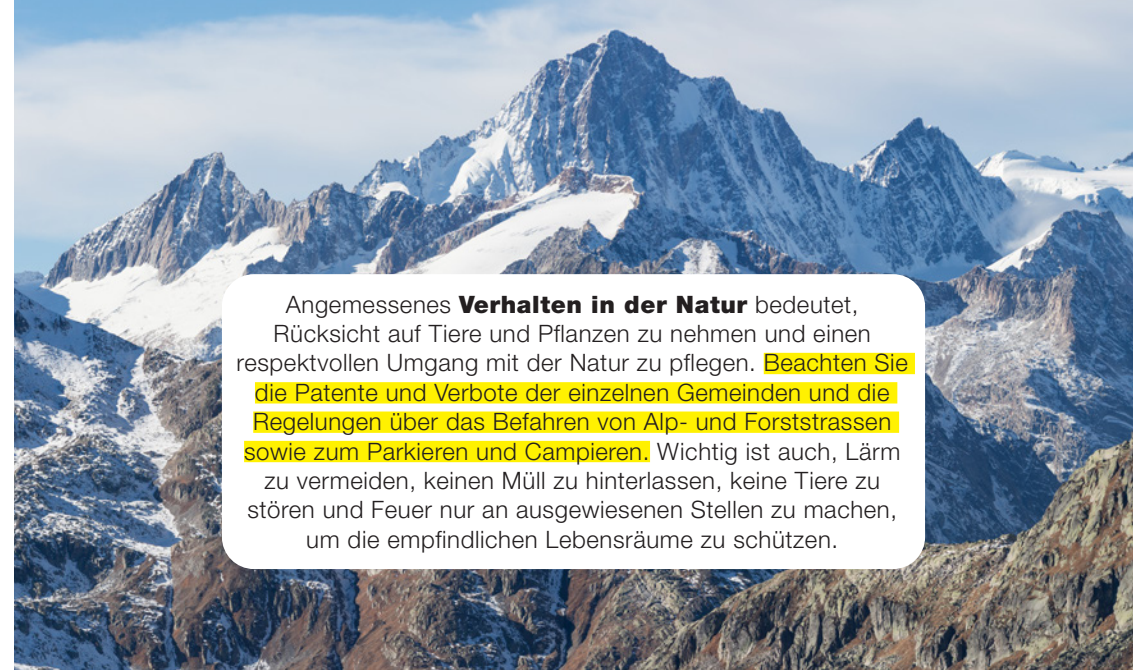 Angemessenes Verhalten in der Natur bedeutet,
Rücksicht auf Tiere und Pflanzen zu nehmen und einen
respektvollen Umgang mit der Natur zu pflegen. Beachten Sie
die Patente und Verbote der einzelnen Gemeinden und die
Regelungen über das Befahren von Alp- und Forststrassen
sowie zum Parkieren und Campieren. Wichtig ist auch, Lärm
zu vermeiden, keinen Müll zu hinterlassen, keine Tiere zu
stören und Feuer nur an ausgewiesenen Stellen zu machen,
um die empfindlichen Lebensräume zu schützen.